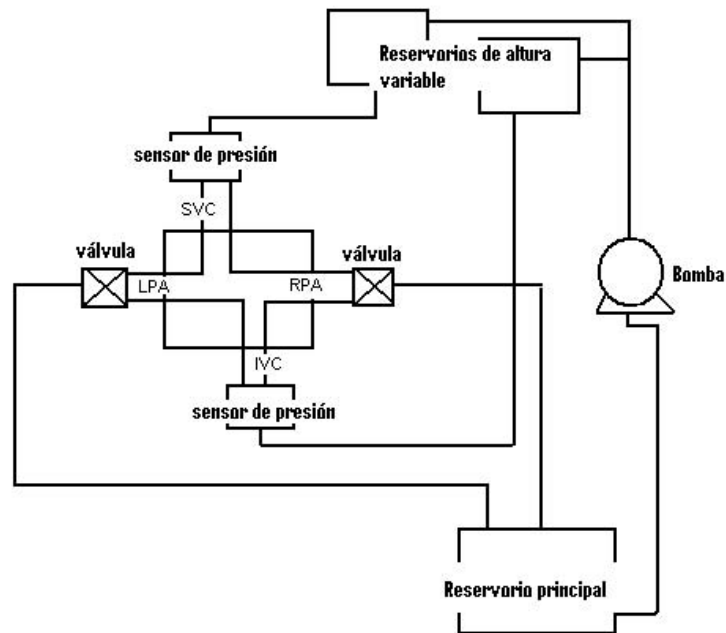 Reservorios de altura
variable
sensor de presión
SVC
válvula
válvula
LPA
RPA
Bomba
IVC
sensor de presión
Reservorio principal